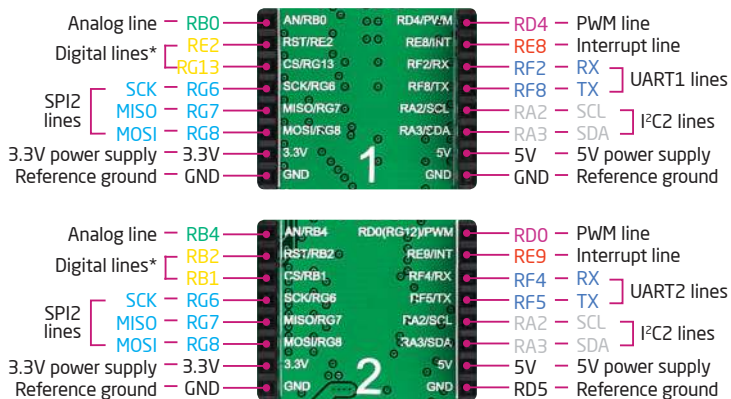 Analog line – RB0 AN/RB0 RD4/PWM RD4 – PWM line
Digital lines* RE2 RST/RE2 RE8/INT RE8 – Interrupt line
RG13 CS/RG13 RF2/RX RF2 – RX UART1 lines
SPI2 lines SCK – RG6 SCK/RG6 RF8/TX RF8 – TX
MISO – RG7 MISO/RG7 RA2/SCL RA2 – SCL I²C2 lines
MOSI – RG8 MOSI/RG8 RA3/SDA RA3 – SDA
3.3V power supply – 3.3V 3.3V 1 5V 5V – 5V power supply
Reference ground – GND GND GND GND – Reference ground
Analog line – RB4 AN/RB4 RD0(RG12)/PWM RD0 – PWM line
Digital lines* RB2 RST/RB2 RE9/INT RE9 – Interrupt line
RB1 CS/RB1 RF4/RX RF4 – RX UART2 lines
SPI2 lines SCK – RG6 SCK/RG6 RF5/TX RF5 – TX
MISO – RG7 MISO/RG7 RA2/SCL RA2 – SCL I²C2 lines
MOSI – RG8 MOSI/RG8 RA3/SDA RA3 – SDA
3.3V power supply – 3.3V 3.3V 2 5V 5V – 5V power supply
Reference ground – GND GND GND RD5 – Reference ground